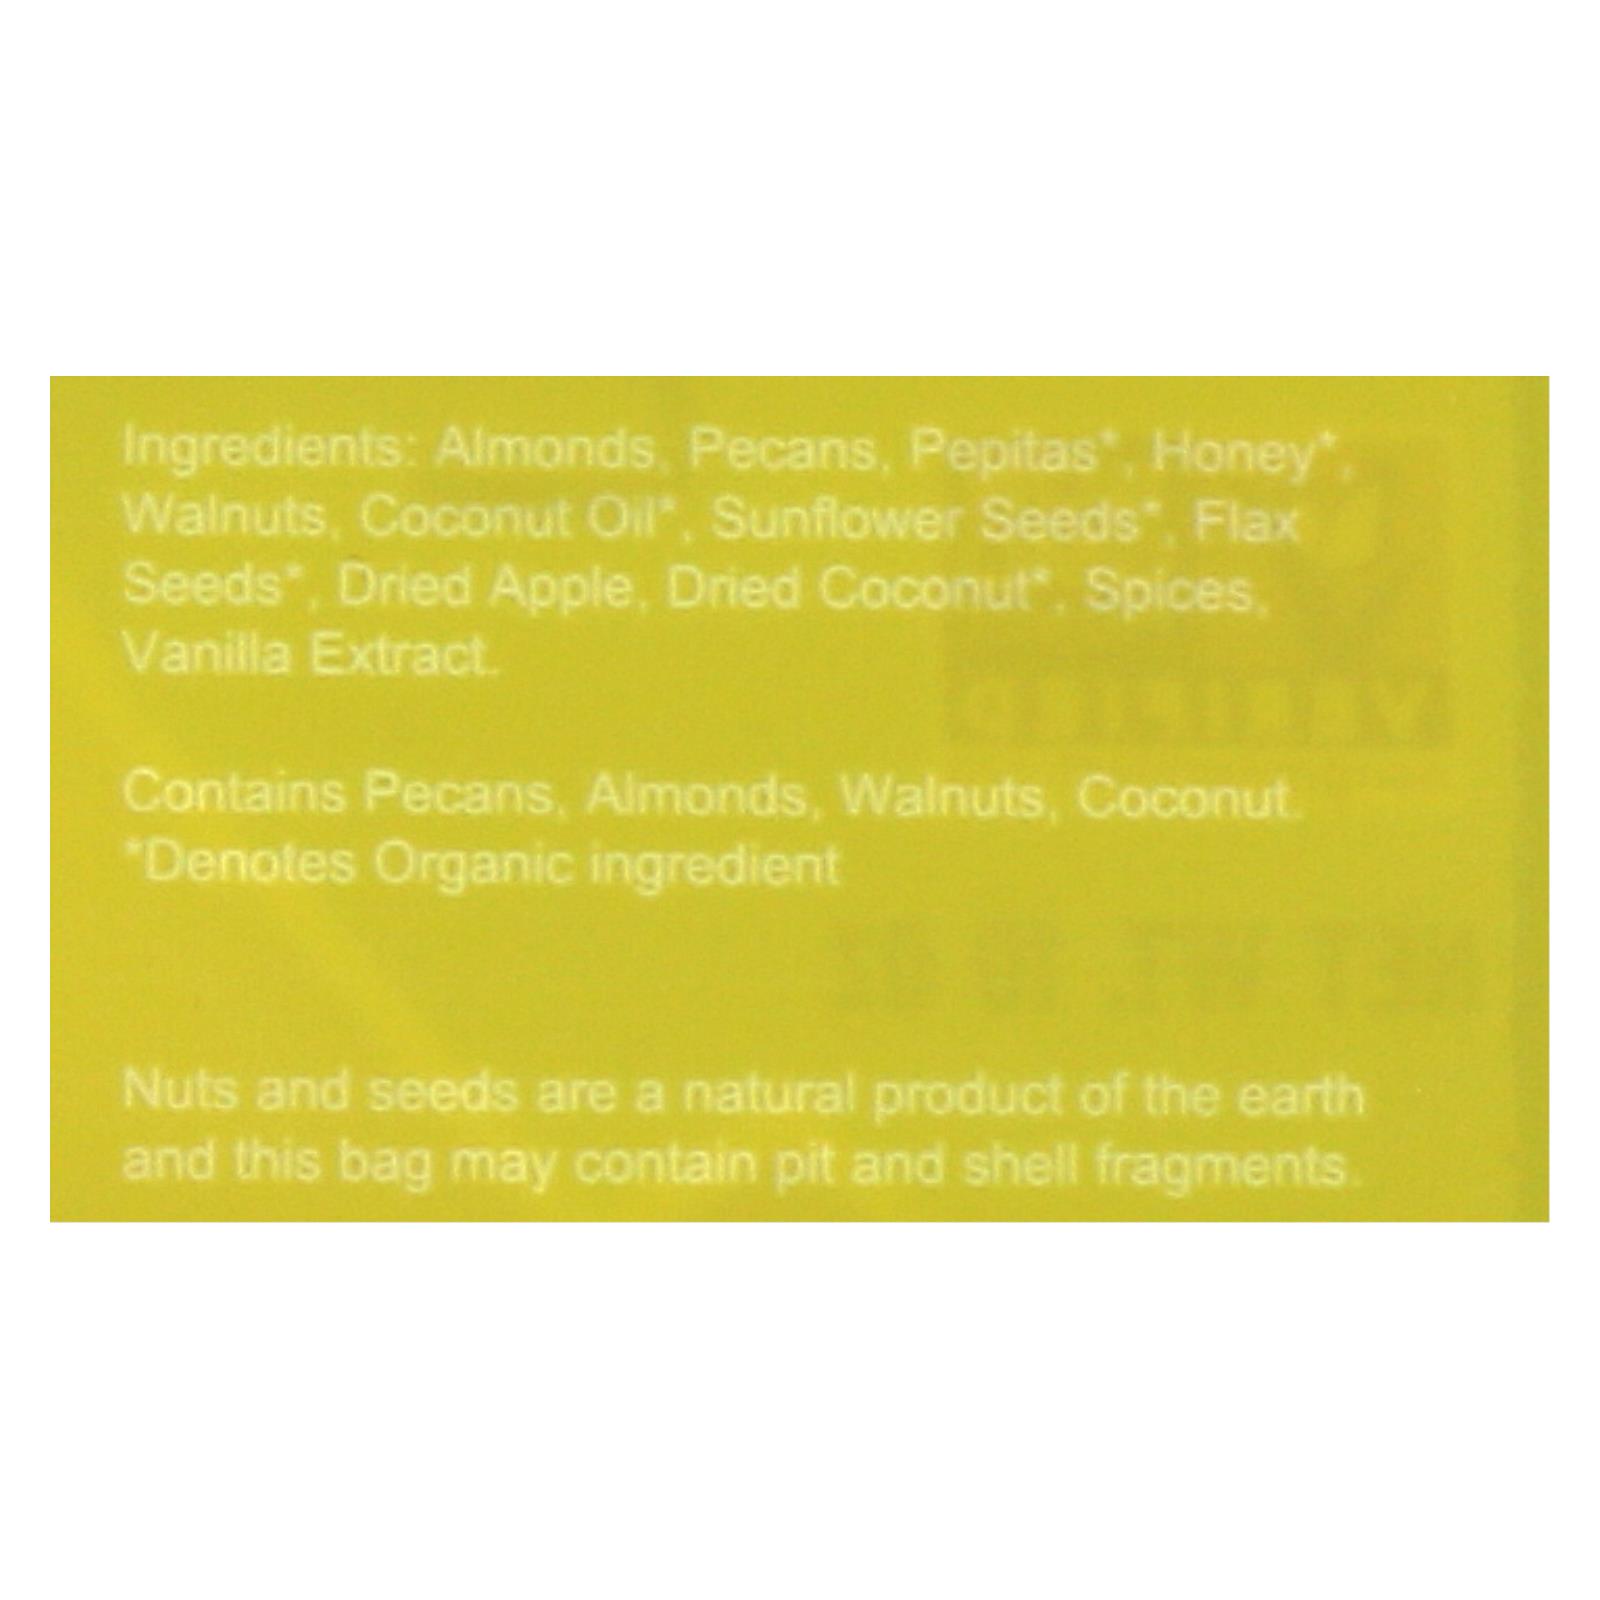 Ingredients: Almonds, Pecans, Pepitas*, Honey*,
Walnuts, Coconut Oil*, Sunflower Seeds*, Flax
Seeds*, Dried Apple, Dried Coconut*, Spices,
Vanilla Extract.
Contains Pecans, Almonds, Walnuts, Coconut.
*Denotes Organic ingredient
Nuts and seeds are a natural product of the earth
and this bag may contain pit and shell fragments.